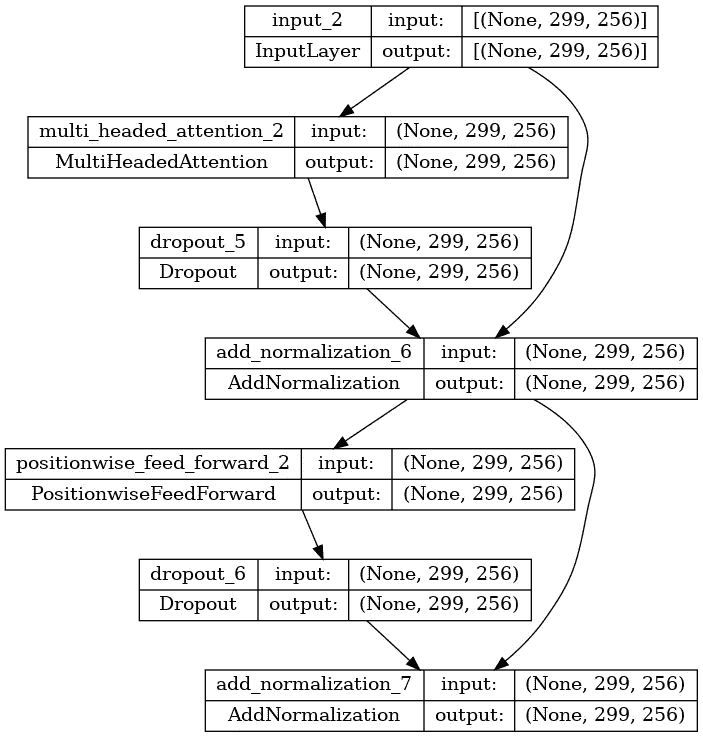 input_2 input: [(None, 299, 256)]
InputLayer output: [(None, 299, 256)]
multi_headed_attention_2 input: (None, 299, 256)
MultiHeadedAttention output: (None, 299, 256)
dropout_5 input: (None, 299, 256)
Dropout output: (None, 299, 256)
add_normalization_6 input: (None, 299, 256)
AddNormalization output: (None, 299, 256)
positionwise_feed_forward_2 input: (None, 299, 256)
PositionwiseFeedForward output: (None, 299, 256)
dropout_6 input: (None, 299, 256)
Dropout output: (None, 299, 256)
add_normalization_7 input: (None, 299, 256)
AddNormalization output: (None, 299, 256)